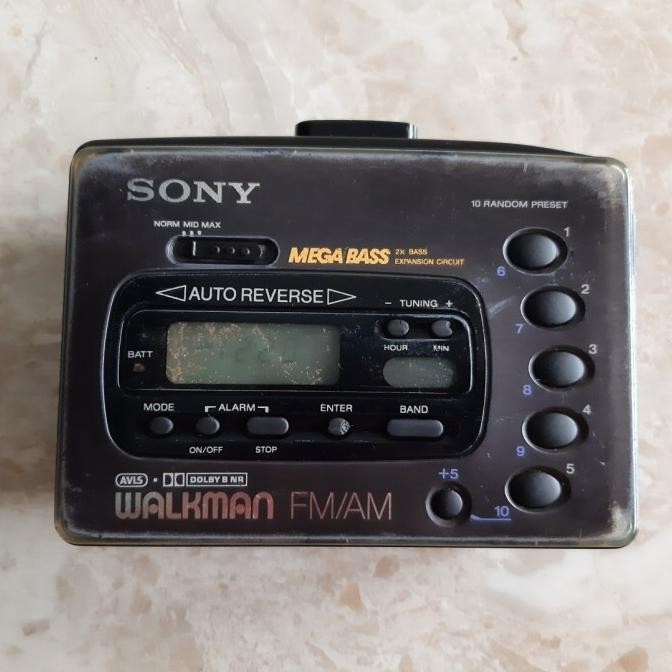 SONY
10 RANDOM PRESET
NORM MID MAX
MEGA BASS 2X BASS
EXPANSION CIRCUIT
1
6
AUTO REVERSE
- TUNING +
2
7
HOUR MIN
BATT
3
8
MODE ALARM ENTER BAND
4
9
ON/OFF STOP
5
AVLS • DOLBY B NR
+5
WALKMAN FM/AM
10